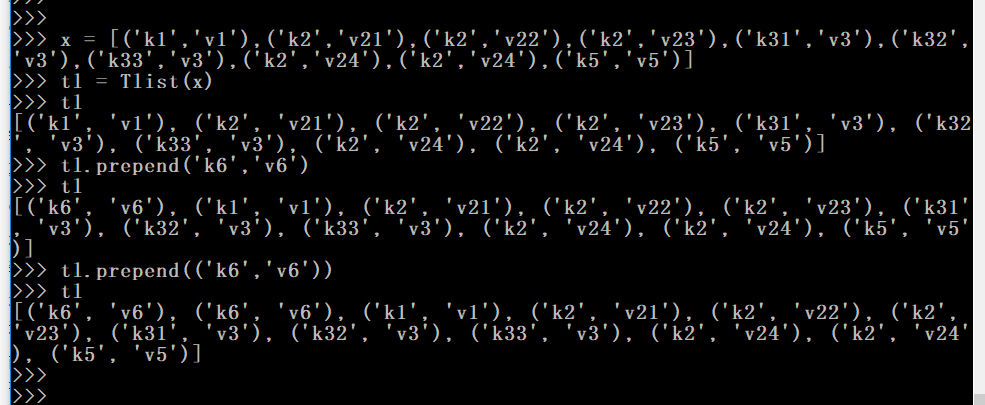 >>>
>>>
>>> x = [('k1','v1'),('k2','v21'),('k2','v22'),('k2','v23'),('k31','v3'),('k32',
'v3'),('k33','v3'),('k2','v24'),('k2','v24'),('k5','v5')]
>>> tl = Tlist(x)
>>> tl
[('k1', 'v1'), ('k2', 'v21'), ('k2', 'v22'), ('k2', 'v23'), ('k31', 'v3'), ('k32
', 'v3'), ('k33', 'v3'), ('k2', 'v24'), ('k2', 'v24'), ('k5', 'v5')]
>>> tl.prepend('k6','v6')
>>> tl
[('k6', 'v6'), ('k1', 'v1'), ('k2', 'v21'), ('k2', 'v22'), ('k2', 'v23'), ('k31'
, 'v3'), ('k32', 'v3'), ('k33', 'v3'), ('k2', 'v24'), ('k2', 'v24'), ('k5', 'v5'
)]
>>> tl.prepend(('k6','v6'))
>>> tl
[('k6', 'v6'), ('k6', 'v6'), ('k1', 'v1'), ('k2', 'v21'), ('k2', 'v22'), ('k2',
'v23'), ('k31', 'v3'), ('k32', 'v3'), ('k33', 'v3'), ('k2', 'v24'), ('k2', 'v24'
), ('k5', 'v5')]
>>>
>>>